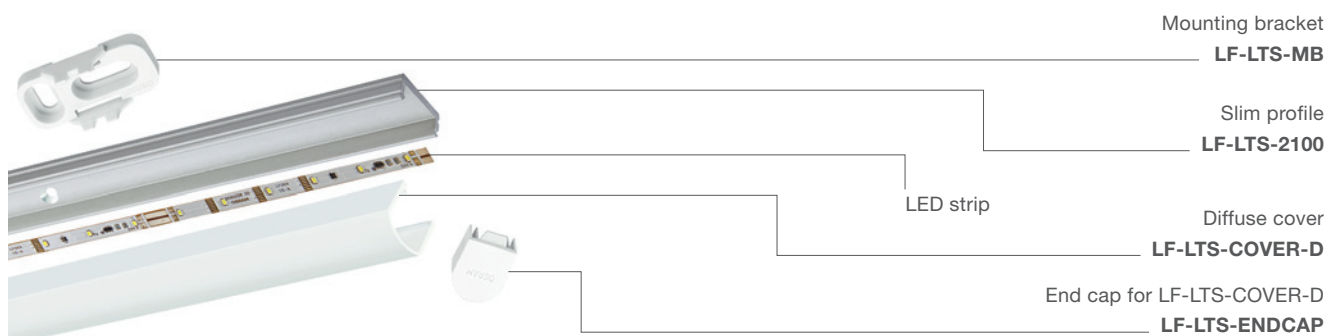 Mounting bracket
LF-LTS-MB
Slim profile
LF-LTS-2100
LED strip
Diffuse cover
LF-LTS-COVER-D
End cap for LF-LTS-COVER-D
LF-LTS-ENDCAP
OSRAM